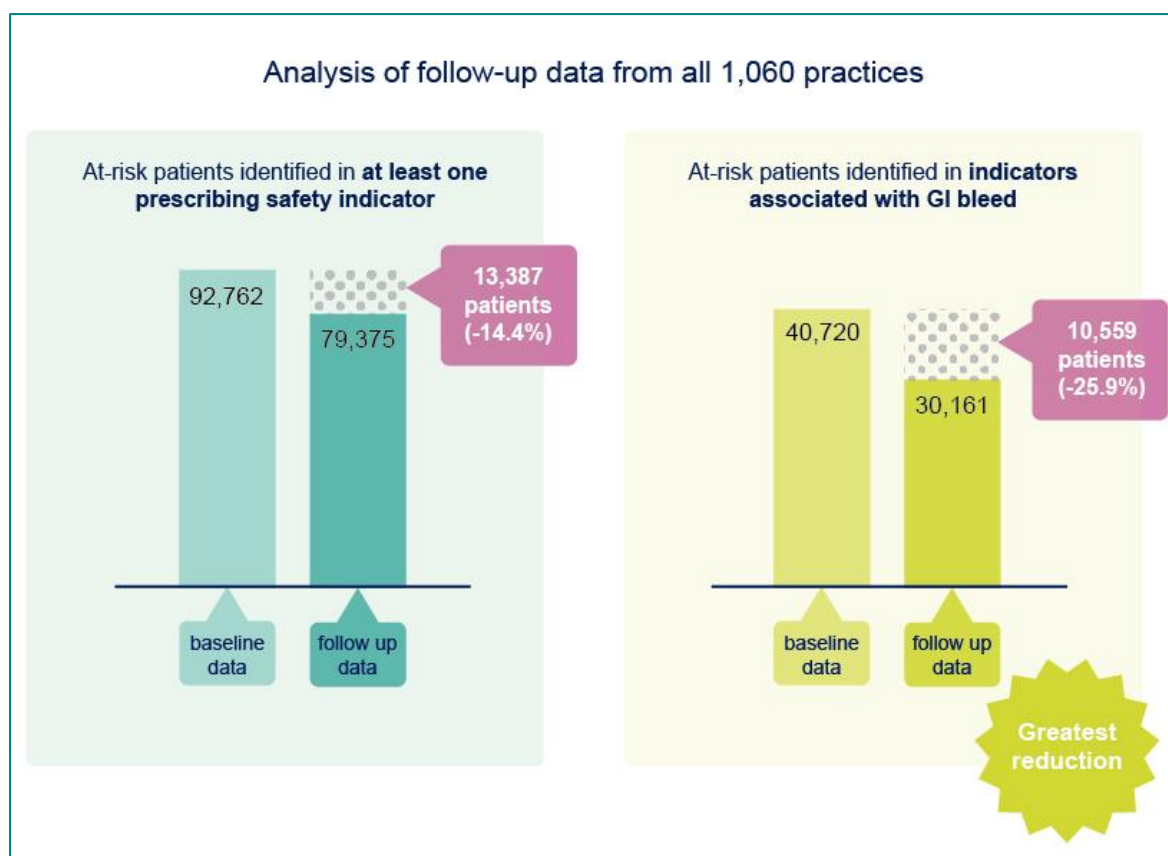 Analysis of follow-up data from all 1,060 practices
At-risk patients identified in at least one
prescribing safety indicator
92,762
79,375
13,387
patients
(-14.4%)
baseline
data
follow up
data
At-risk patients identified in indicators
associated with GI bleed
40,720
30,161
10,559
patients
(-25.9%)
baseline
data
follow up
data
Greatest
reduction